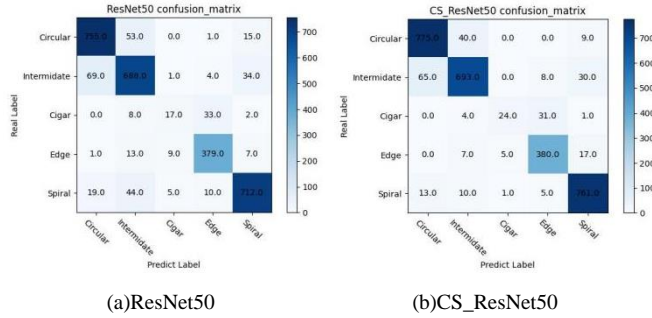 ResNet50 confusion_matrix
Circular 755.0 53.0 0.0 1.0 15.0
Intermidate 69.0 688.0 1.0 4.0 34.0
Cigar 0.0 8.0 17.0 33.0 2.0
Edge 1.0 13.0 9.0 379.0 7.0
Spiral 19.0 44.0 5.0 10.0 712.0
Real Label
Circular Intermidate Cigar Edge Spiral
Predict Label
700
600
500
400
300
200
100
0
(a)ResNet50
CS_ResNet50 confusion_matrix
Circular 775.0 40.0 0.0 0.0 9.0
Intermidate 65.0 693.0 0.0 8.0 30.0
Cigar 0.0 4.0 24.0 31.0 1.0
Edge 0.0 7.0 5.0 380.0 17.0
Spiral 13.0 10.0 1.0 5.0 761.0
Real Label
Circular Intermidate Cigar Edge Spiral
Predict Label
700
600
500
400
300
200
100
0
(b)CS_ResNet50